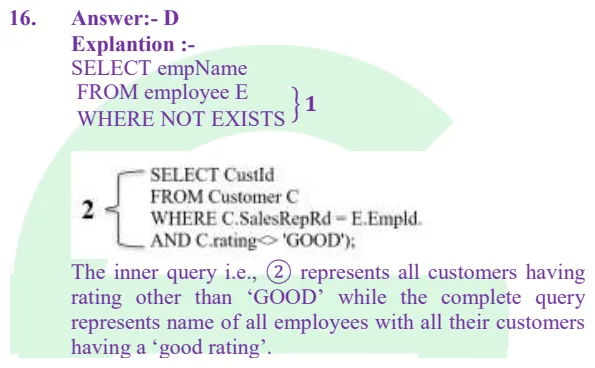 16. Answer:- D
Explantion :-
SELECT empName
FROM employee E
WHERE NOT EXISTS } 1
SELECT CustId
FROM Customer C
2 { WHERE C.SalesRepRd = E.EmpId.
AND C.rating<> 'GOOD');
The inner query i.e., ② represents all customers having
rating other than ‘GOOD’ while the complete query
represents name of all employees with all their customers
having a ‘good rating’.